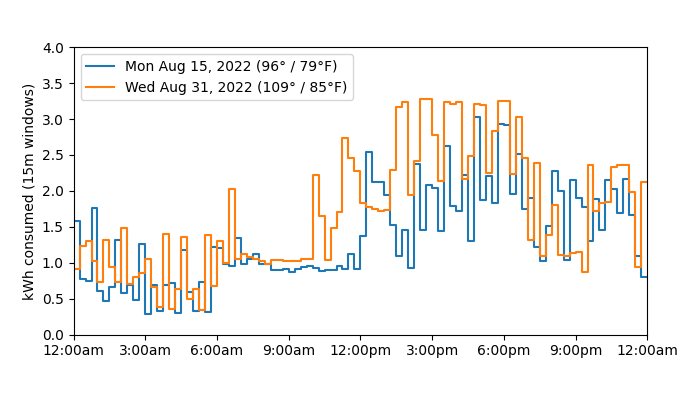 4.0
3.5
3.0
2.5
2.0
1.5
1.0
0.5
0.0
kWh consumed (15m windows)
Mon Aug 15, 2022 (96° / 79°F)
Wed Aug 31, 2022 (109° / 85°F)
12:00am 3:00am 6:00am 9:00am 12:00pm 3:00pm 6:00pm 9:00pm 12:00am